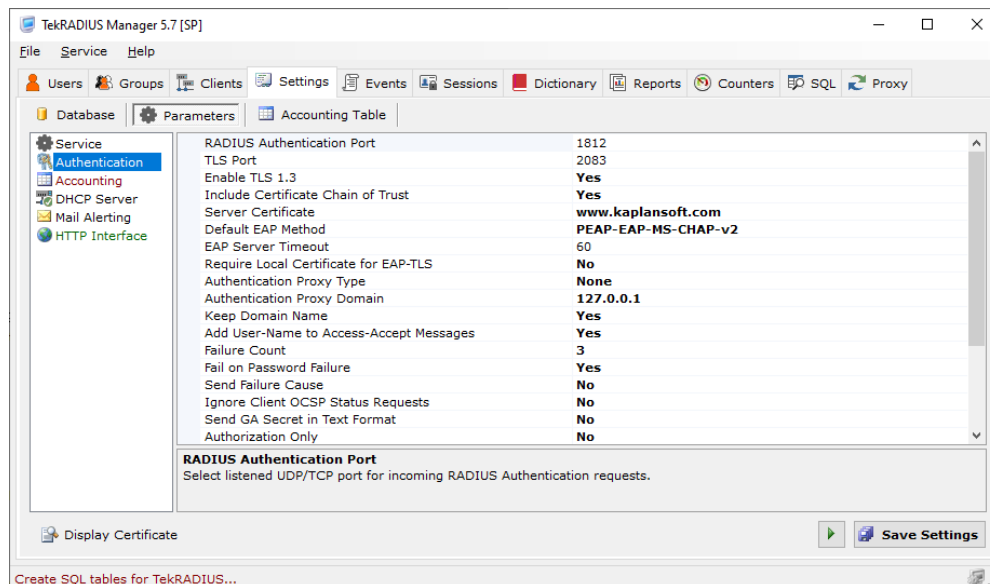 TekRADIUS Manager 5.7 [SP]
File Service Help
Users Groups Clients Settings Events Sessions Dictionary Reports Counters SQL Proxy
Database Parameters Accounting Table
Service
Authentication
Accounting
DHCP Server
Mail Alerting
HTTP Interface
RADIUS Authentication Port 1812
TLS Port 2083
Enable TLS 1.3 Yes
Include Certificate Chain of Trust Yes
Server Certificate www.kaplansoft.com
Default EAP Method PEAP-EAP-MS-CHAP-v2
EAP Server Timeout 60
Require Local Certificate for EAP-TLS No
Authentication Proxy Type None
Authentication Proxy Domain 127.0.0.1
Keep Domain Name Yes
Add User-Name to Access-Accept Messages Yes
Failure Count 3
Fail on Password Failure Yes
Send Failure Cause No
Ignore Client OCSP Status Requests No
Send GA Secret in Text Format No
Authorization Only No
RADIUS Authentication Port
Select listened UDP/TCP port for incoming RADIUS Authentication requests.
Display Certificate Save Settings
Create SQL tables for TekRADIUS...